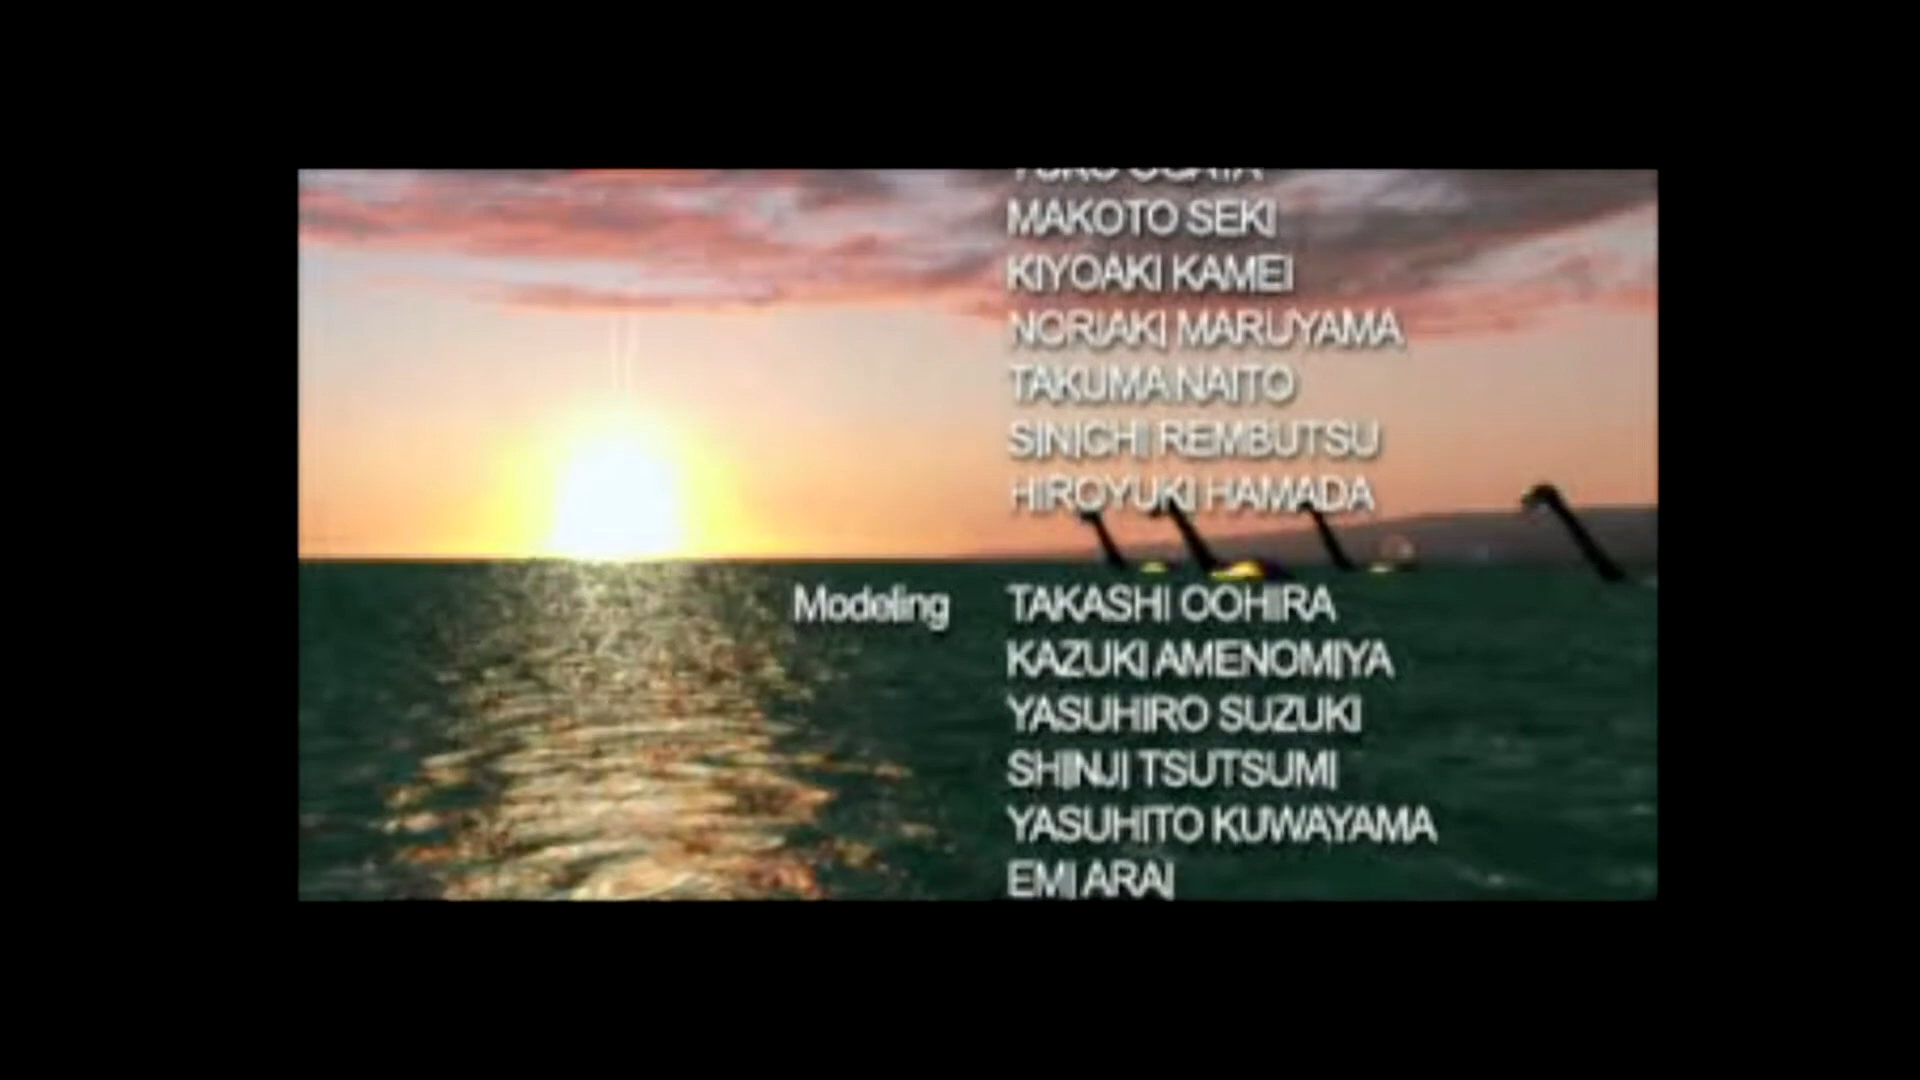 MAKOTO SEKI
KIYOAKI KAMEI
NORIAKI MARUYAMA
TAKUMA NAITO
SINICHI REMBUTSU
HIROYUKI HAMADA
Modeling TAKASHI OOHIRA
KAZUKI AMENOMIYA
YASUHIRO SUZUKI
SHINJI TSUTSUMI
YASUHITO KUWAYAMA
EMI ARAI